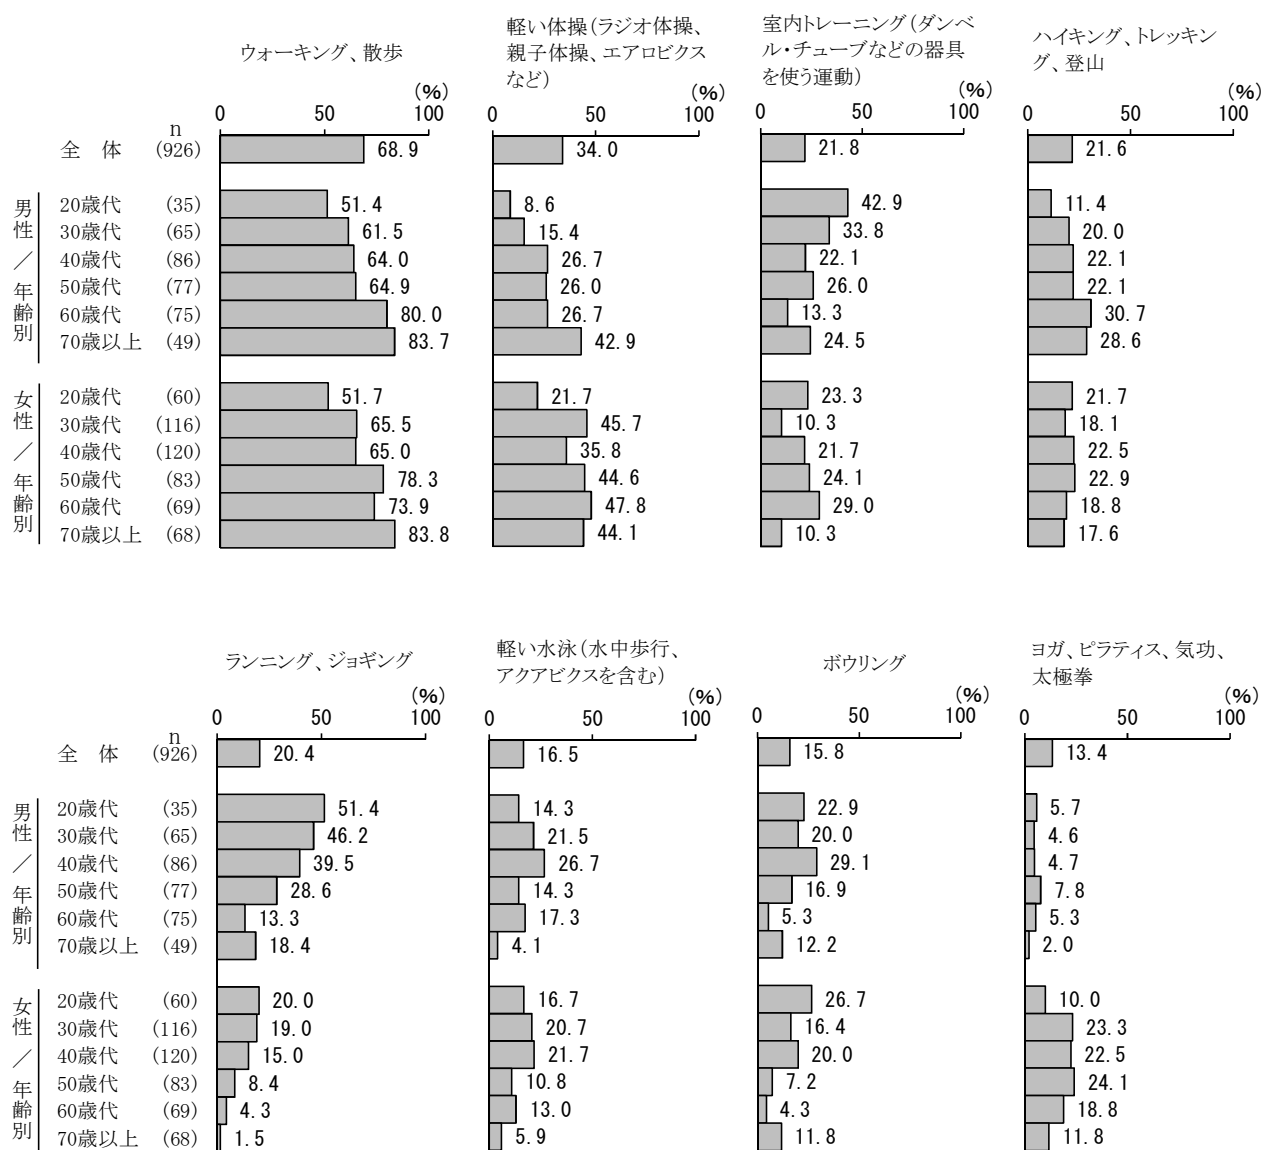 ウォーキング、散歩
軽い体操(ラジオ体操、
親子体操、エアロビクス
など)
室内トレーニング(ダンベ
ル・チューブなどの器具
を使う運動)
ハイキング、トレッキン
グ、登山
(%) (%) (%) (%)
0 50 100 0 50 100 0 50 100 0 50 100
n
全 体 (926) 68.9 34.0 21.8 21.6
男性/年齢別
20歳代 (35) 51.4 8.6 42.9 11.4
30歳代 (65) 61.5 15.4 33.8 20.0
40歳代 (86) 64.0 26.7 22.1 22.1
50歳代 (77) 64.9 26.0 26.0 22.1
60歳代 (75) 80.0 26.7 13.3 30.7
70歳以上 (49) 83.7 42.9 24.5 28.6
女性/年齢別
20歳代 (60) 51.7 21.7 23.3 21.7
30歳代 (116) 65.5 45.7 10.3 18.1
40歳代 (120) 65.0 35.8 21.7 22.5
50歳代 (83) 78.3 44.6 24.1 22.9
60歳代 (69) 73.9 47.8 29.0 18.8
70歳以上 (68) 83.8 44.1 10.3 17.6
ランニング、ジョギング
軽い水泳(水中歩行、
アクアビクスを含む)
ボウリング
ヨガ、ピラティス、気功、
太極拳
(%) (%) (%) (%)
0 50 100 0 50 100 0 50 100 0 50 100
n
全 体 (926) 20.4 16.5 15.8 13.4
男性/年齢別
20歳代 (35) 51.4 14.3 22.9 5.7
30歳代 (65) 46.2 21.5 20.0 4.6
40歳代 (86) 39.5 26.7 29.1 4.7
50歳代 (77) 28.6 14.3 16.9 7.8
60歳代 (75) 13.3 17.3 5.3 5.3
70歳以上 (49) 18.4 4.1 12.2 2.0
女性/年齢別
20歳代 (60) 20.0 16.7 26.7 10.0
30歳代 (116) 19.0 20.7 16.4 23.3
40歳代 (120) 15.0 21.7 20.0 22.5
50歳代 (83) 8.4 10.8 7.2 24.1
60歳代 (69) 4.3 13.0 4.3 18.8
70歳以上 (68) 1.5 5.9 11.8 11.8